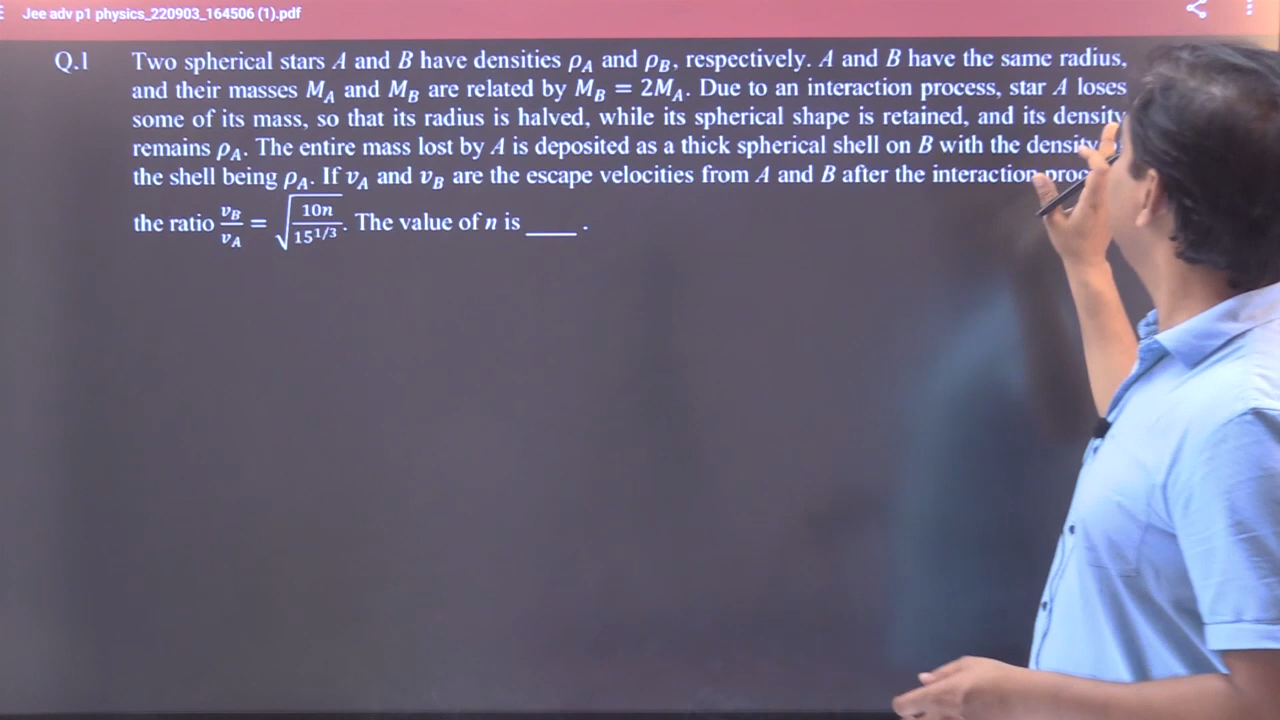 Jee adv p1 physics_220903_164506 (1).pdf
Q.1 Two spherical stars A and B have densities ρ_A and ρ_B, respectively. A and B have the same radius,
and their masses M_A and M_B are related by M_B = 2M_A. Due to an interaction process, star A loses
some of its mass, so that its radius is halved, while its spherical shape is retained, and its density
remains ρ_A. The entire mass lost by A is deposited as a thick spherical shell on B with the density
the shell being ρ_A. If v_A and v_B are the escape velocities from A and B after the interaction
the ratio v_B/v_A = √(10n/15^{1/3}). The value of n is ____ .